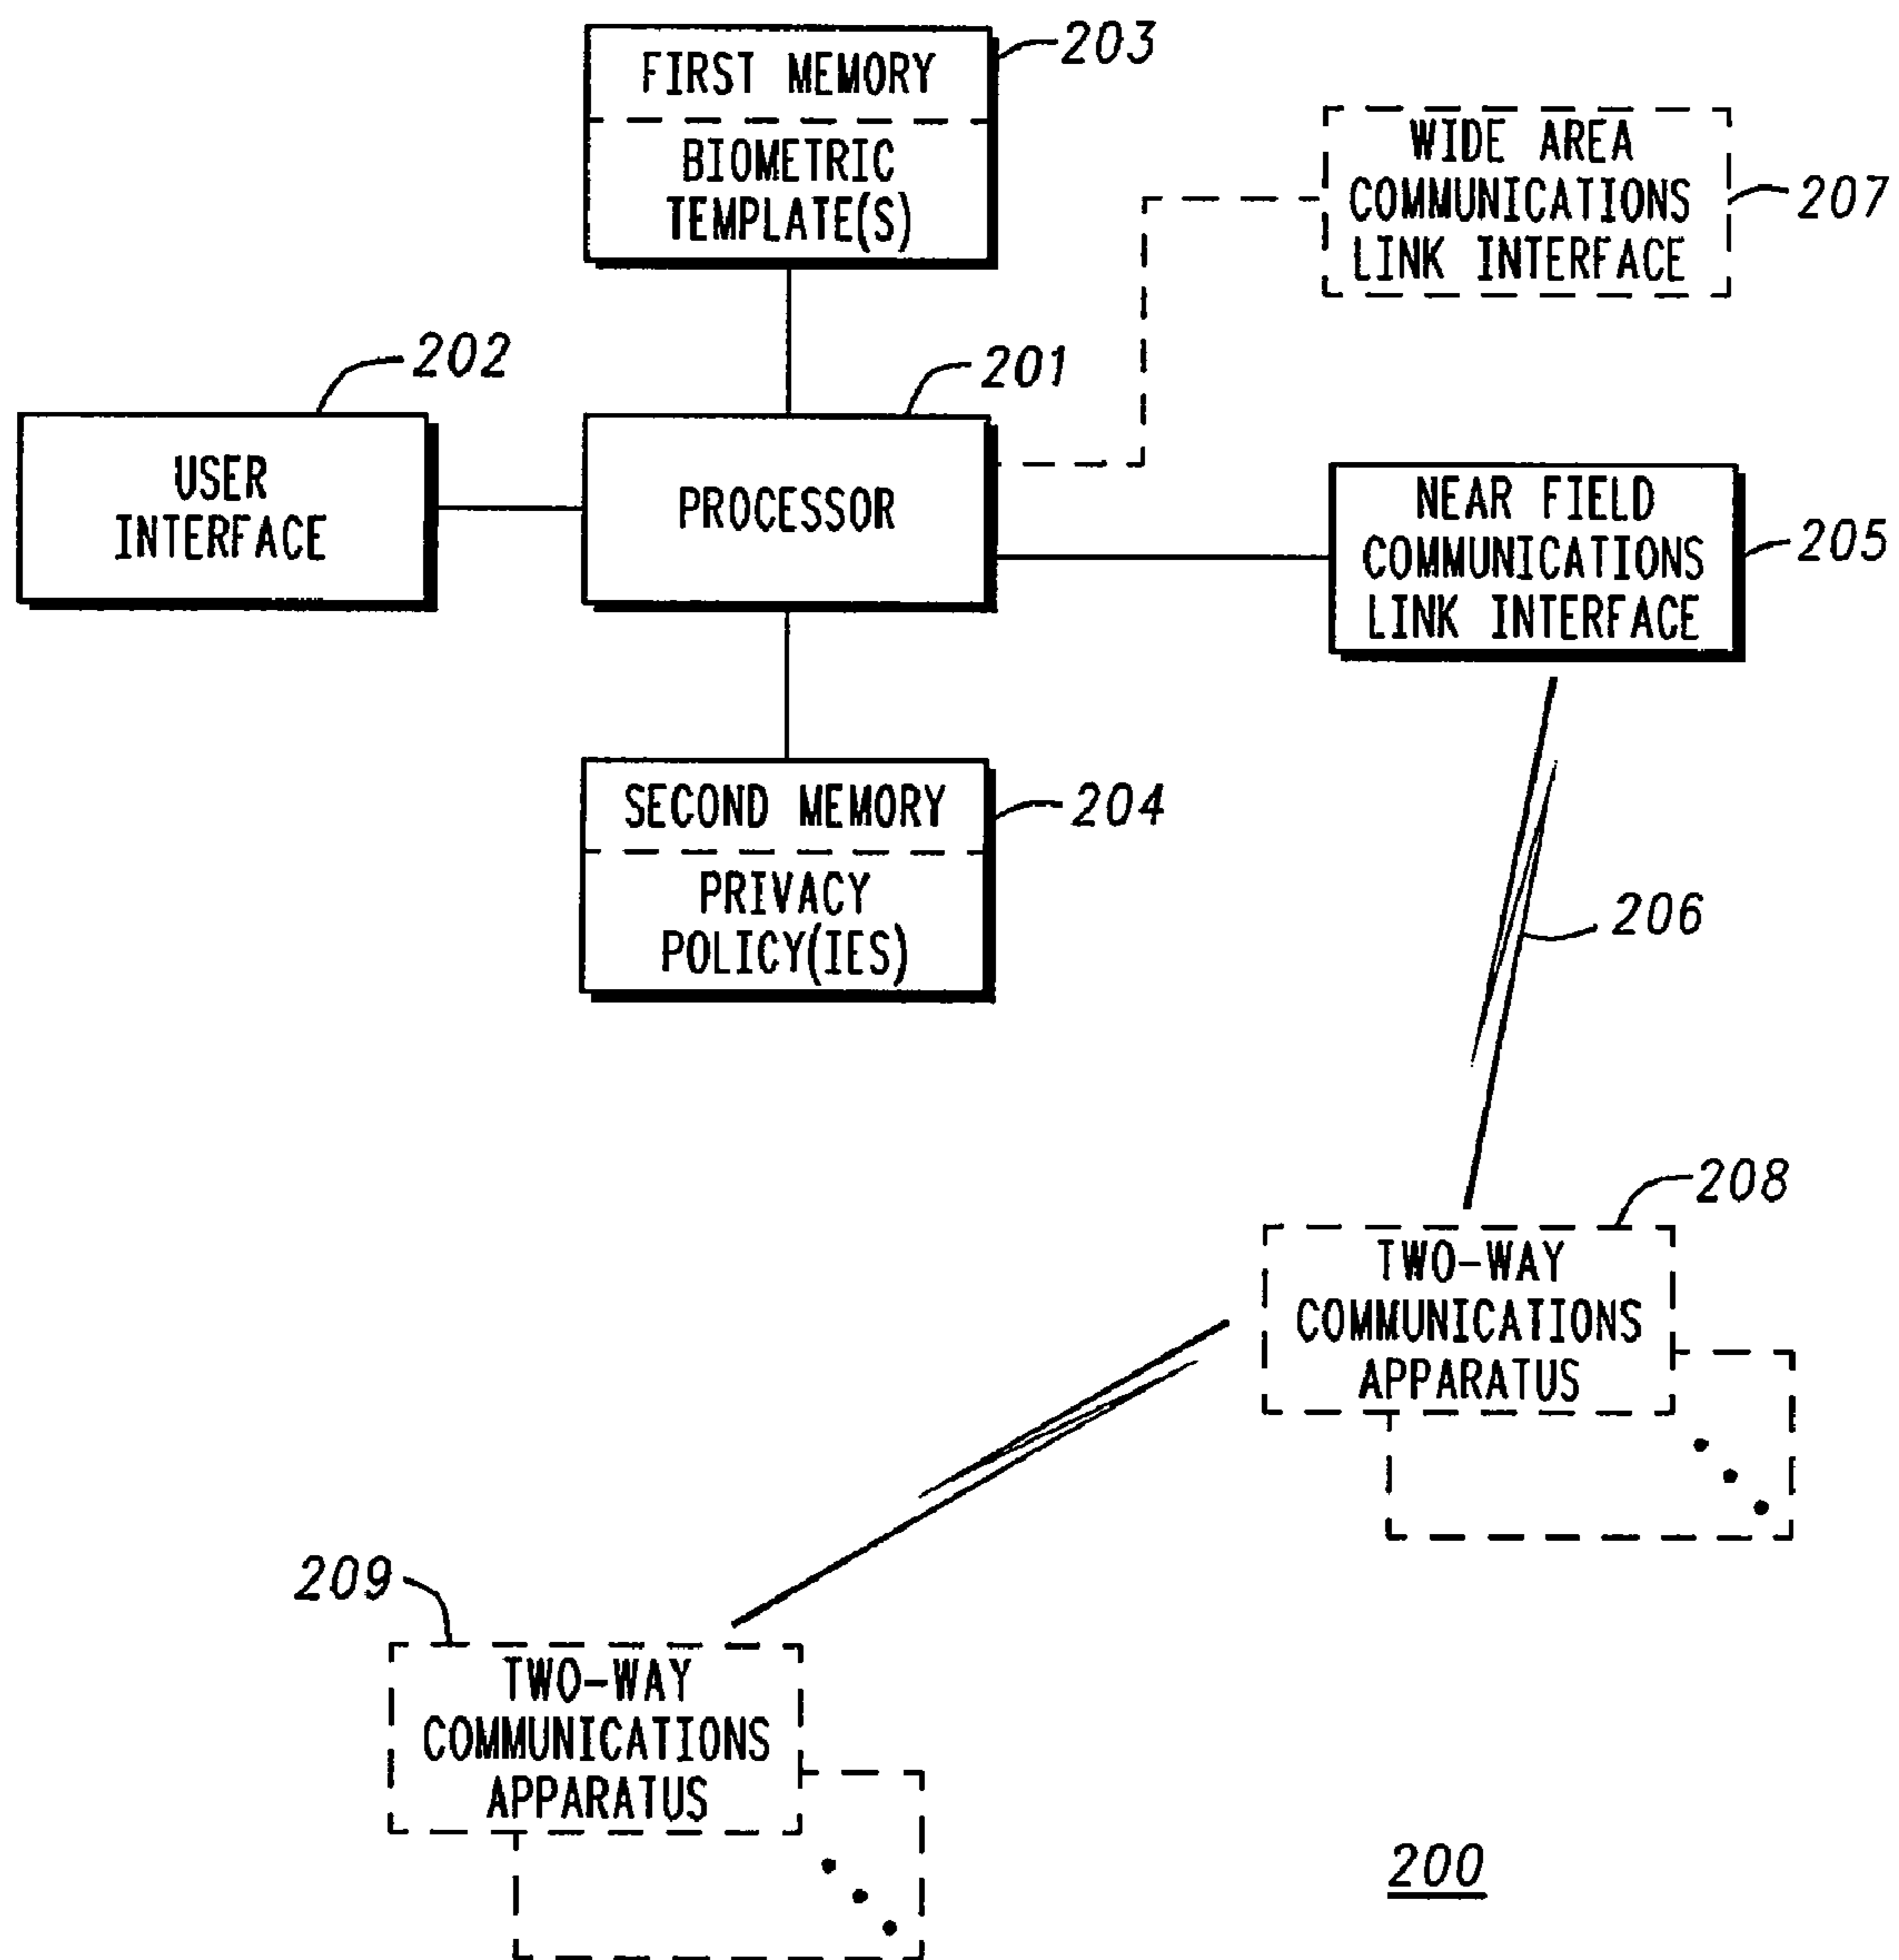 203
FIRST MEMORY
BIOMETRIC
TEMPLATE(S)
WIDE AREA
COMMUNICATIONS
LINK INTERFACE
207
202
201
USER
INTERFACE
PROCESSOR
NEAR FIELD
COMMUNICATIONS
LINK INTERFACE
205
SECOND MEMORY
204
PRIVACY
POLICY(IES)
206
208
TWO-WAY
COMMUNICATIONS
APPARATUS
209
TWO-WAY
COMMUNICATIONS
APPARATUS
200